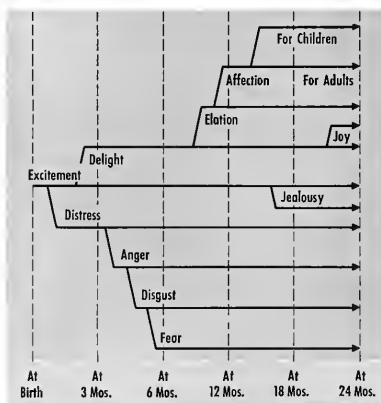 For Children
Affection For Adults
Elation
Joy
Delight
Excitement
Jealousy
Distress
Anger
Disgust
Fear
At Birth
At 3 Mos.
At 6 Mos.
At 12 Mos.
At 18 Mos.
At 24 Mos.